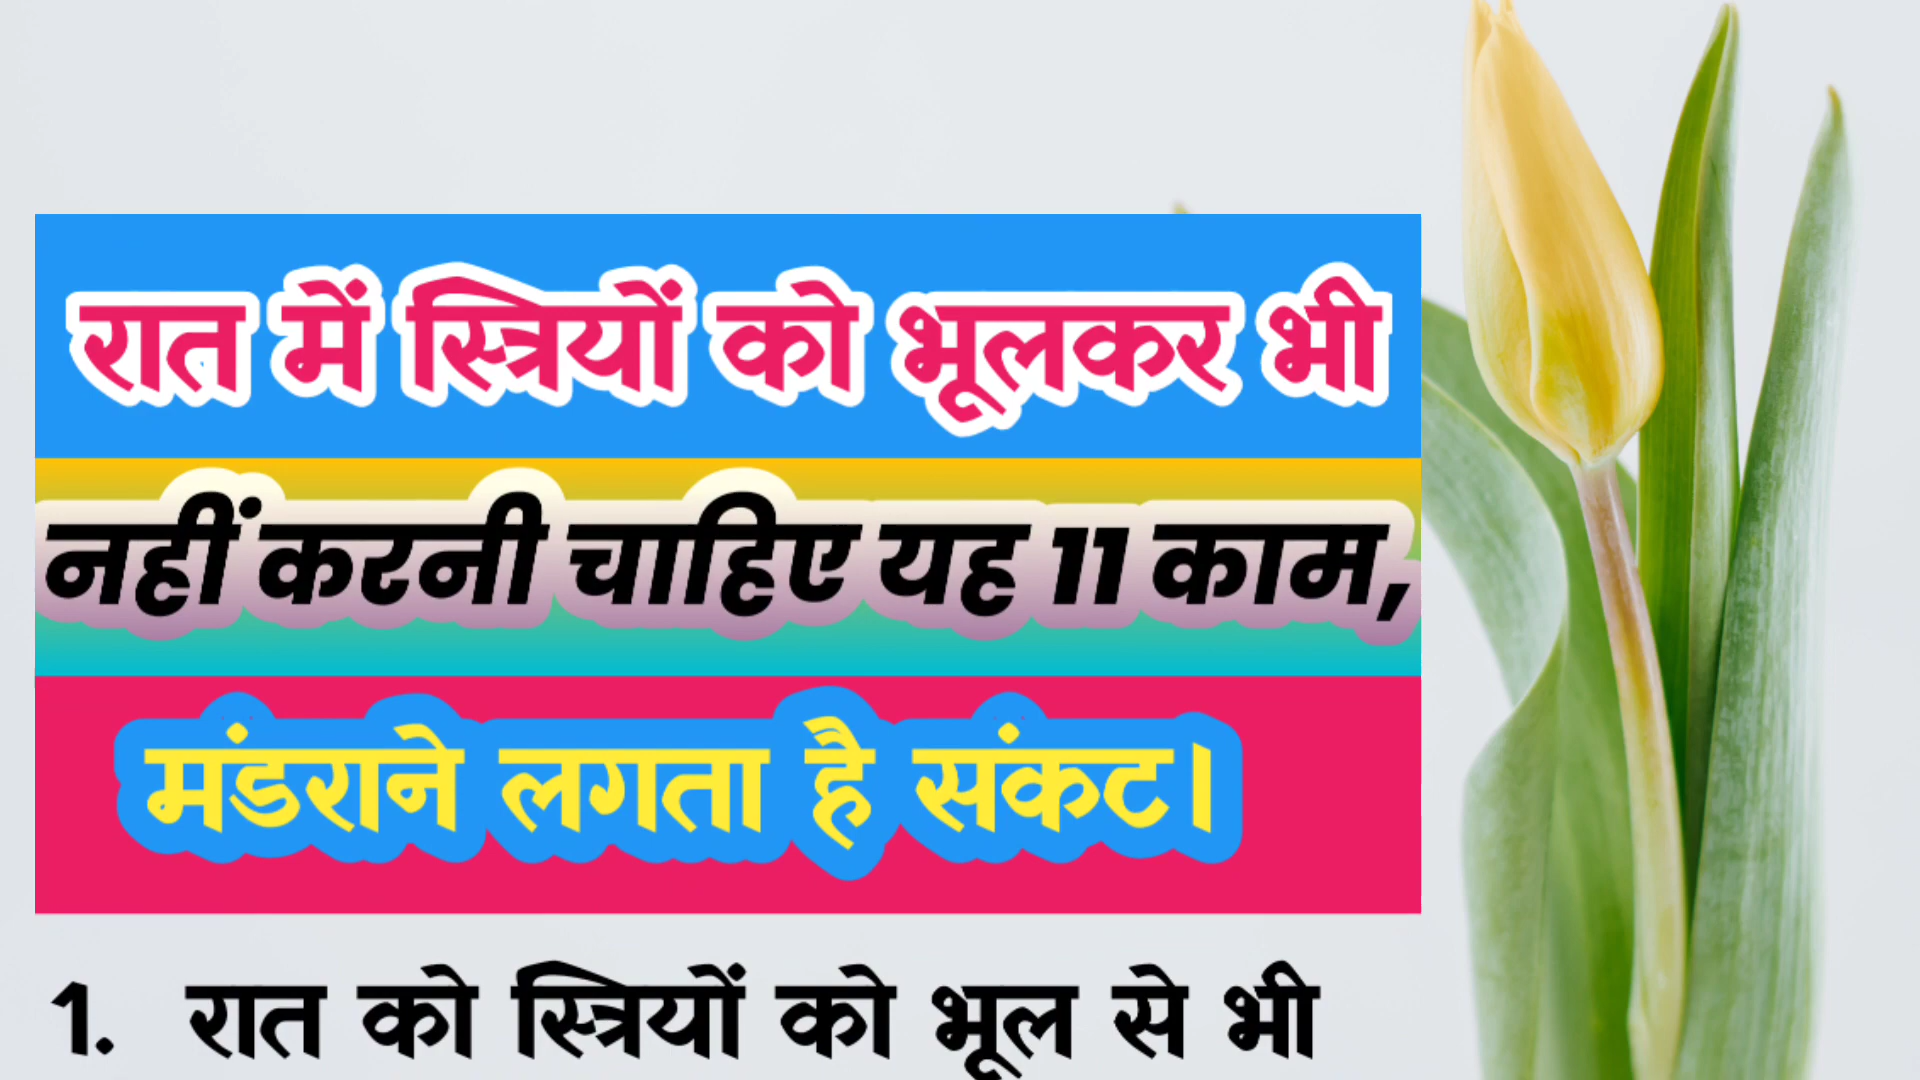 रात में स्त्रियों को भूलकर भी
नहीं करनी चाहिए यह 11 काम,
मंडराने लगता है संकट।
1. रात को स्त्रियों को भूल से भी